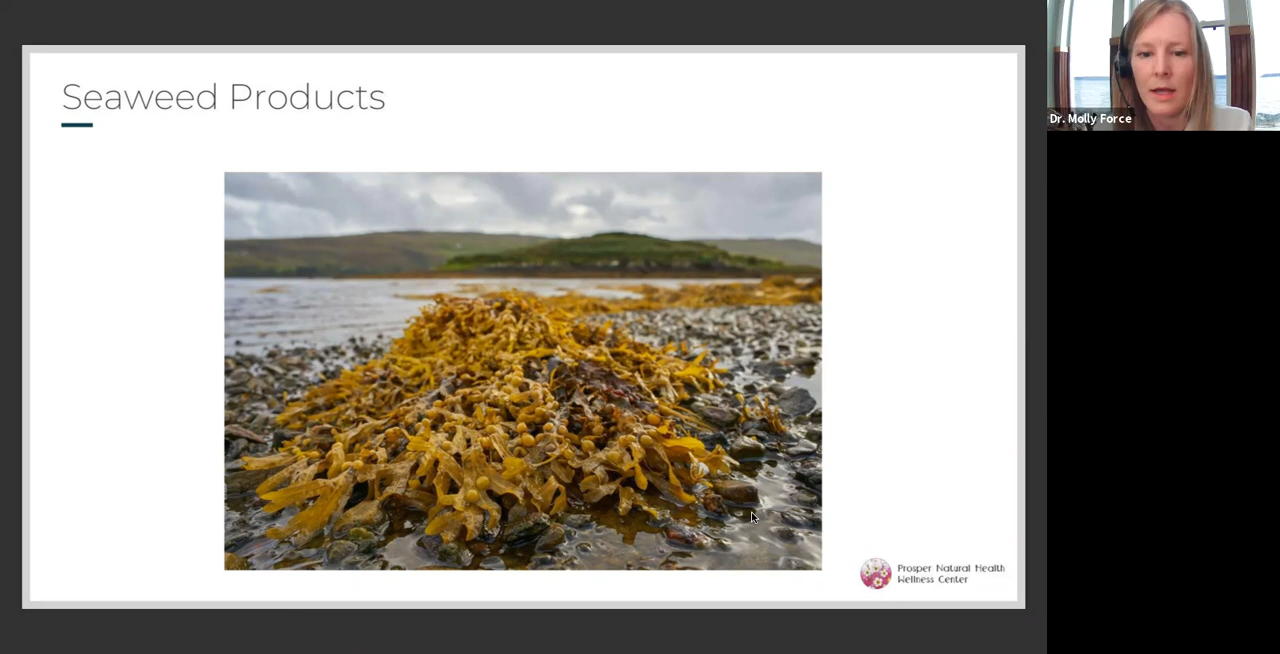 Seaweed Products
Dr. Molly Force
Prosper Natural Health
Wellness Center